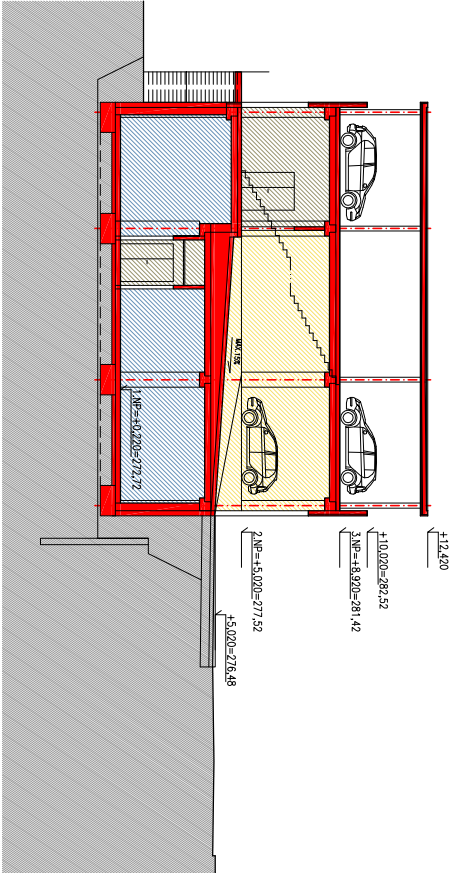 +12,420
+10,020=282,52
3.NP=+8,920=281,42
2.NP=+5,020=277,52
+5,020=276,48
1.NP=+0,220=272,72
MAX. 15%